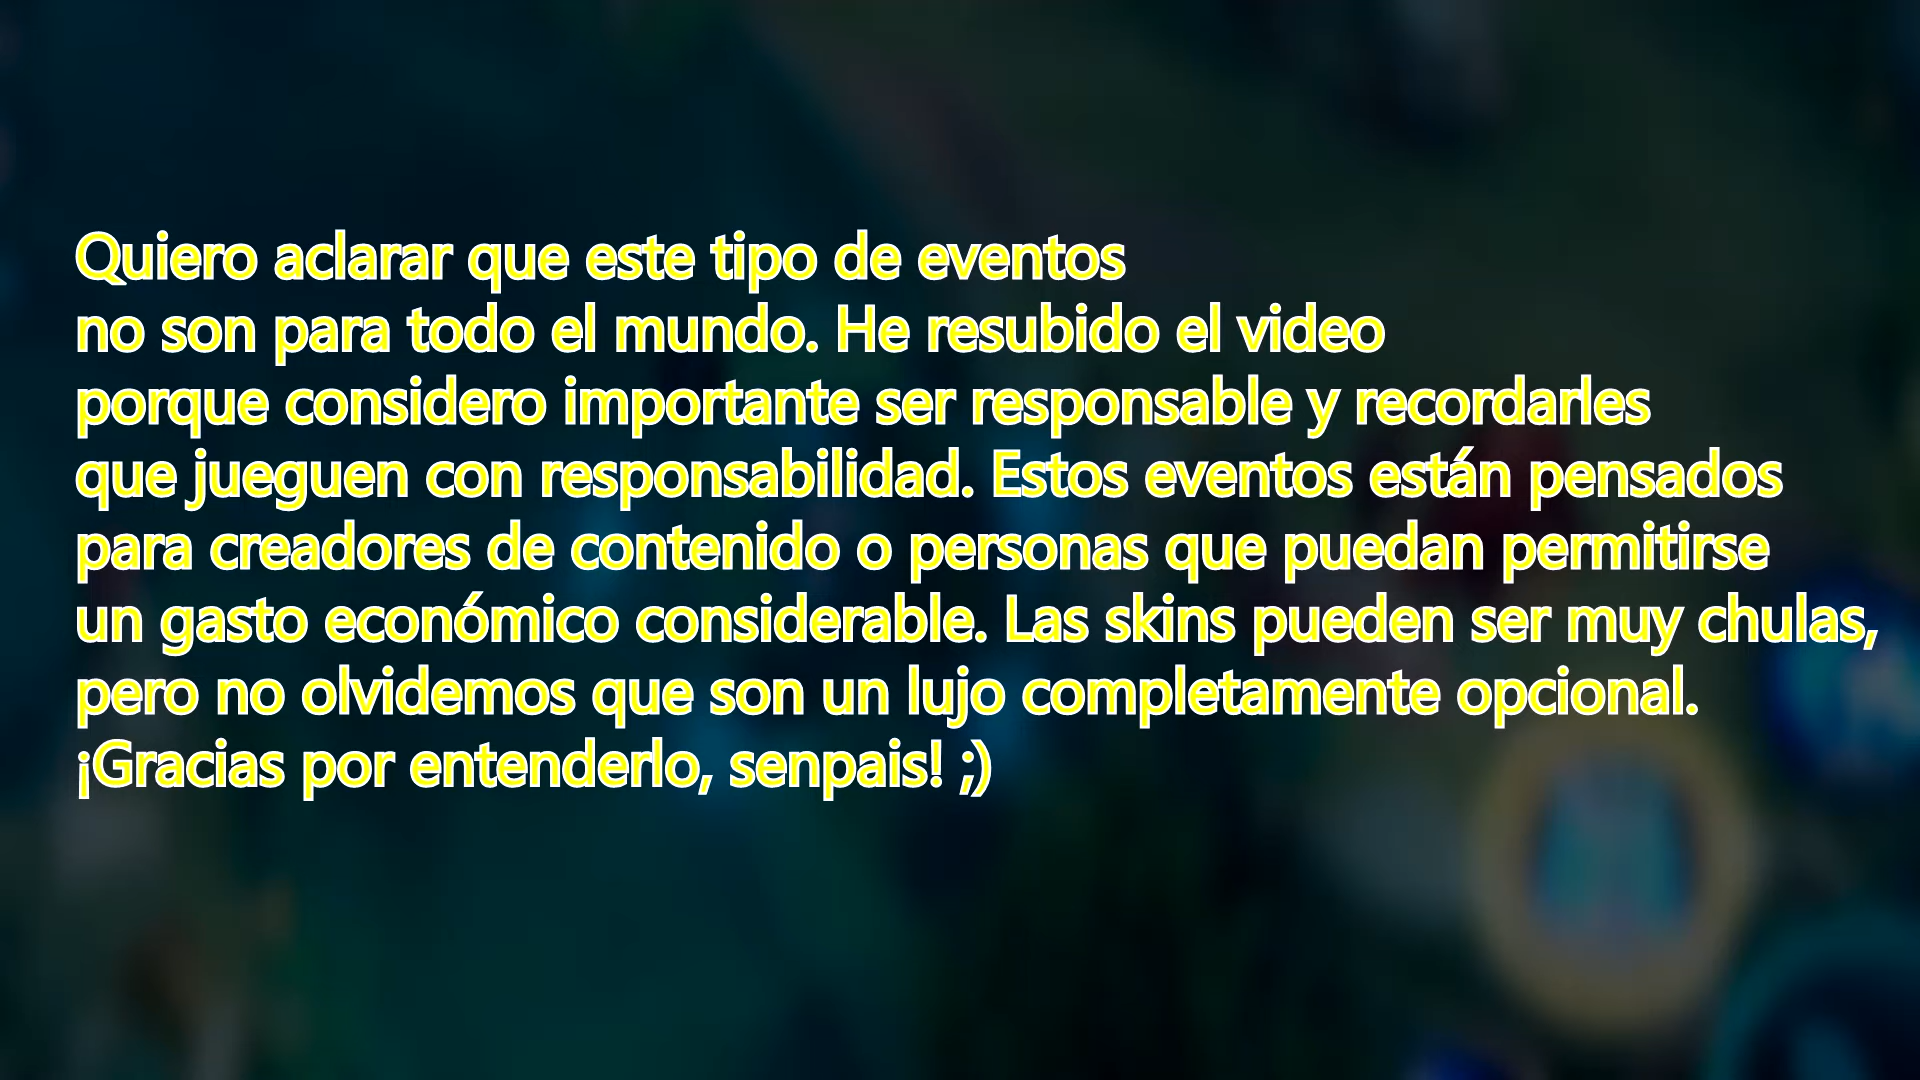 Quiero aclarar que este tipo de eventos
no son para todo el mundo. He resubido el video
porque considero importante ser responsable y recordarles
que jueguen con responsabilidad. Estos eventos están pensados
para creadores de contenido o personas que puedan permitirse
un gasto económico considerable. Las skins pueden ser muy chulas,
pero no olvidemos que son un lujo completamente opcional.
¡Gracias por entenderlo, senpais! ;)